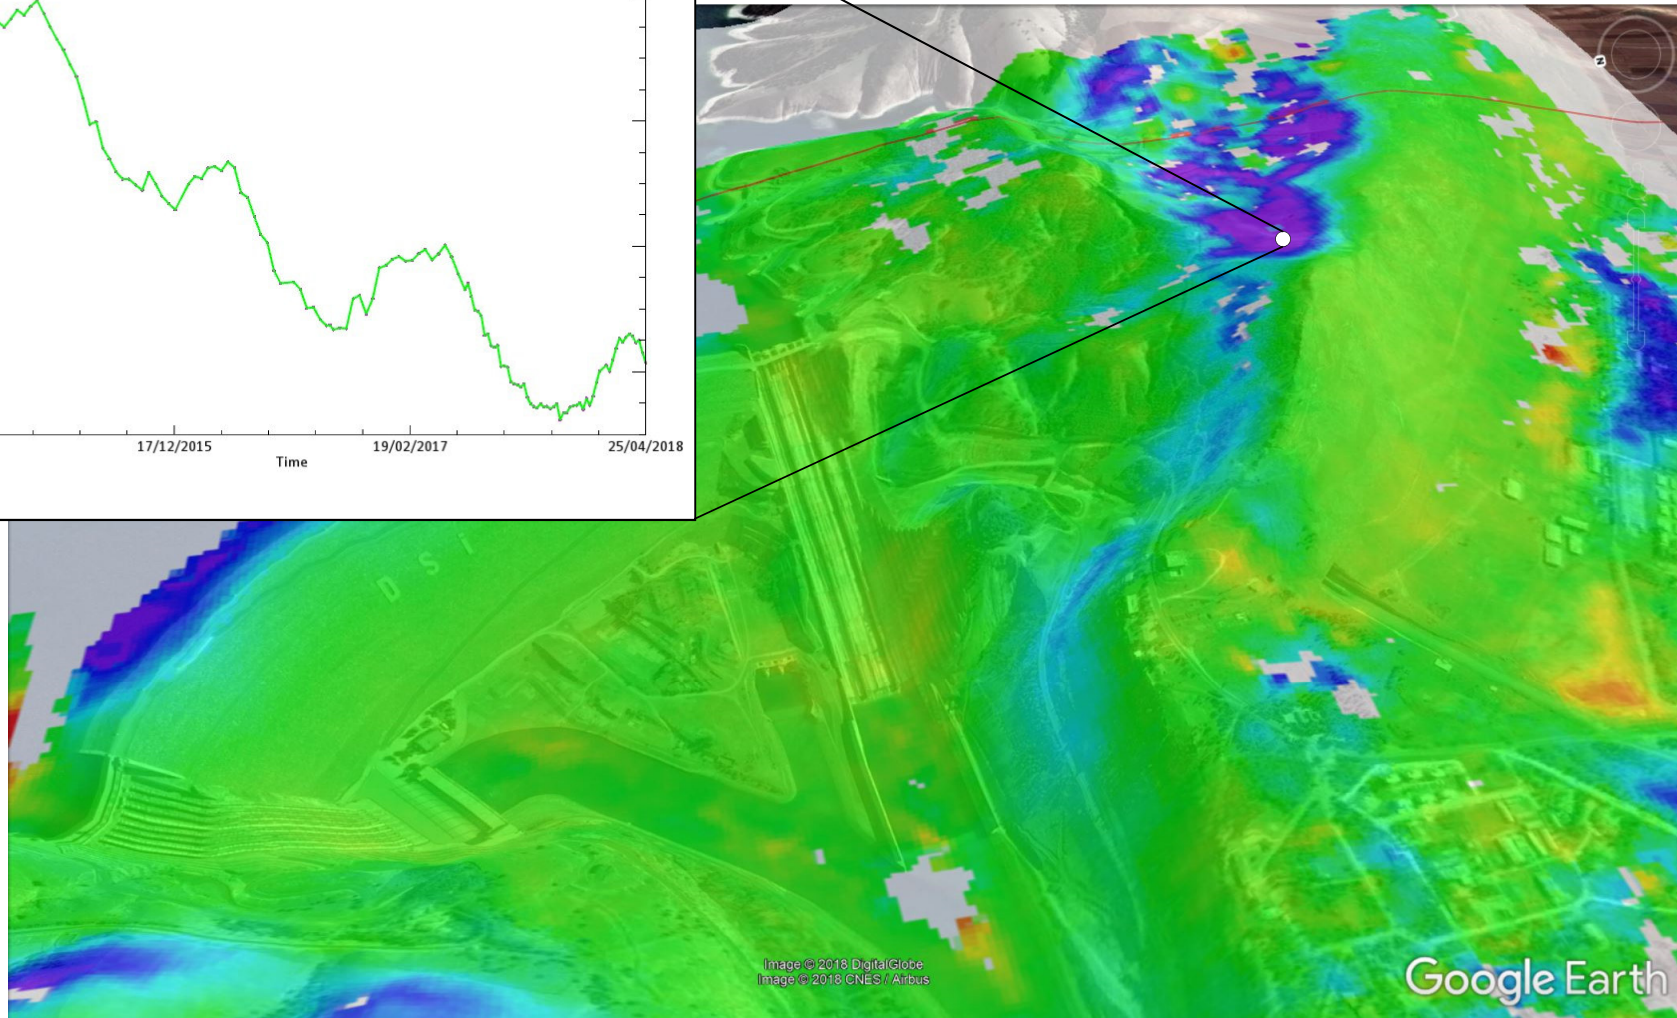 17/12/2015
19/02/2017
25/04/2018
Time
D S I
Image © 2018 DigitalGlobe
Image © 2018 CNES / Airbus
Google Earth
N